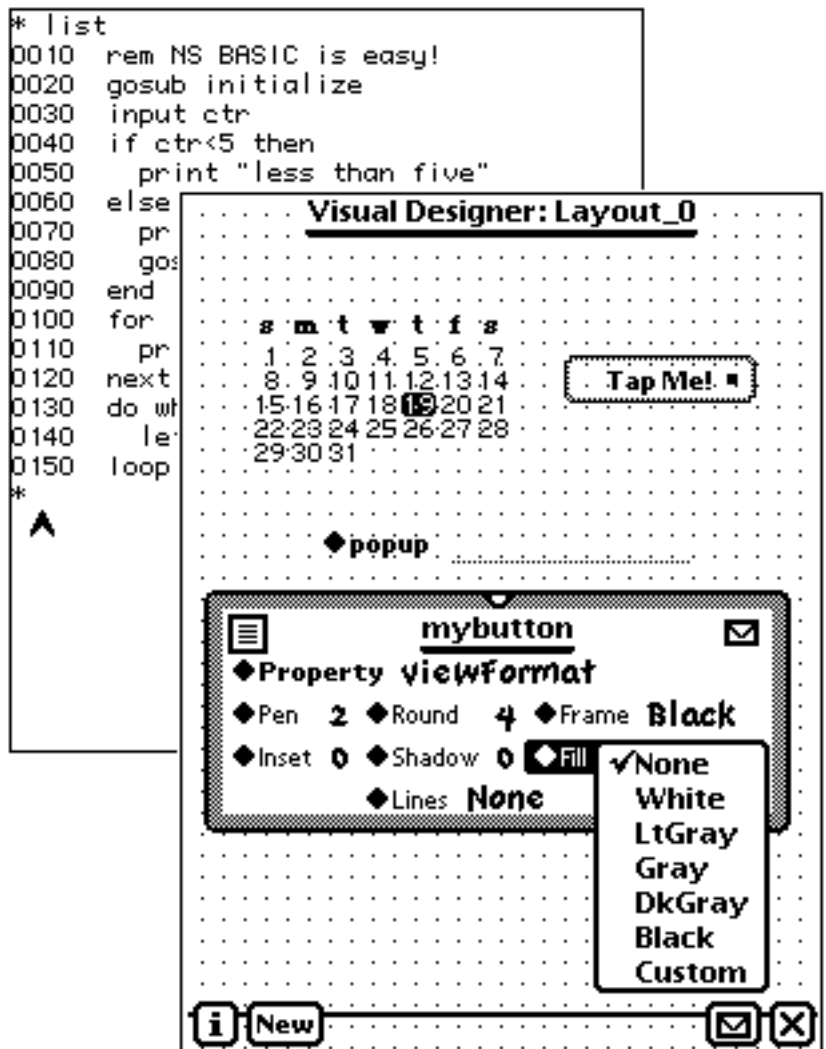 * list
0010 rem NS BASIC is easy!
0020 gosub initialize
0030 input ctr
0040 if ctr<5 then
0050 print "less than five"
0060 else
0070 pr
0080 gos
0090 end
0100 for
0110 pr
0120 next
0130 do wh
0140 le
0150 loop
*
Visual Designer: Layout_0
s m t w t f s
1 2 3 4 5 6 7
8 9 10 11 12 13 14
15 16 17 18 19 20 21
22 23 24 25 26 27 28
29 30 31
Tap Me!
popup
mybutton
Property viewFormat
Pen 2 Round 4 Frame Black
Inset 0 Shadow 0 Fill
Lines None
✓None
White
LtGray
Gray
DkGray
Black
Custom
i New X